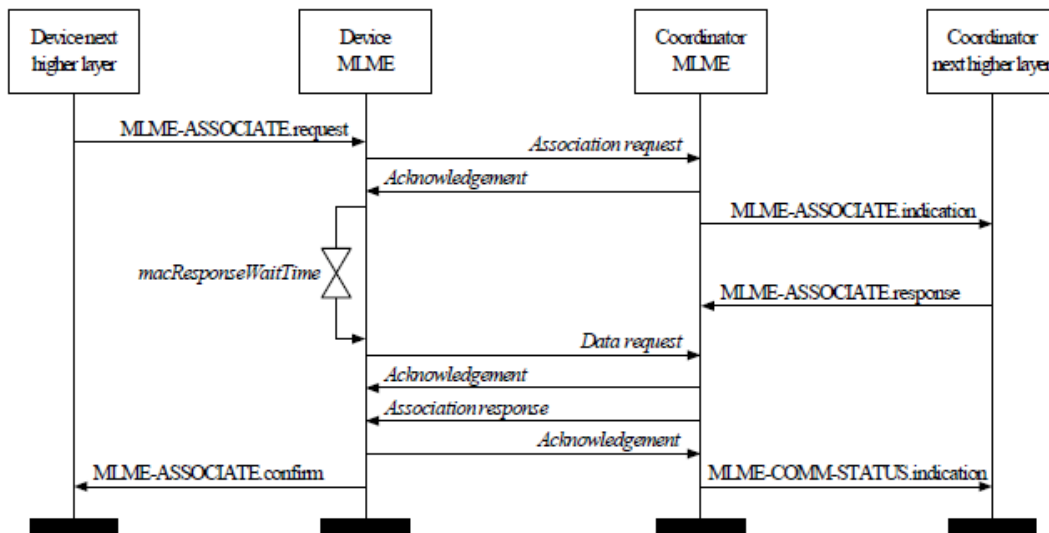 Device next
higher layer
Device
MLME
Coordinator
MLME
Coordinator
next higher layer
MLME-ASSOCIATE.request
Association request
Acknowledgement
MLME-ASSOCIATE.indication
macResponseWaitTime
MLME-ASSOCIATE.response
Data request
Acknowledgement
Association response
Acknowledgement
MLME-ASSOCIATE.confirm
MLME-COMM-STATUS.indication